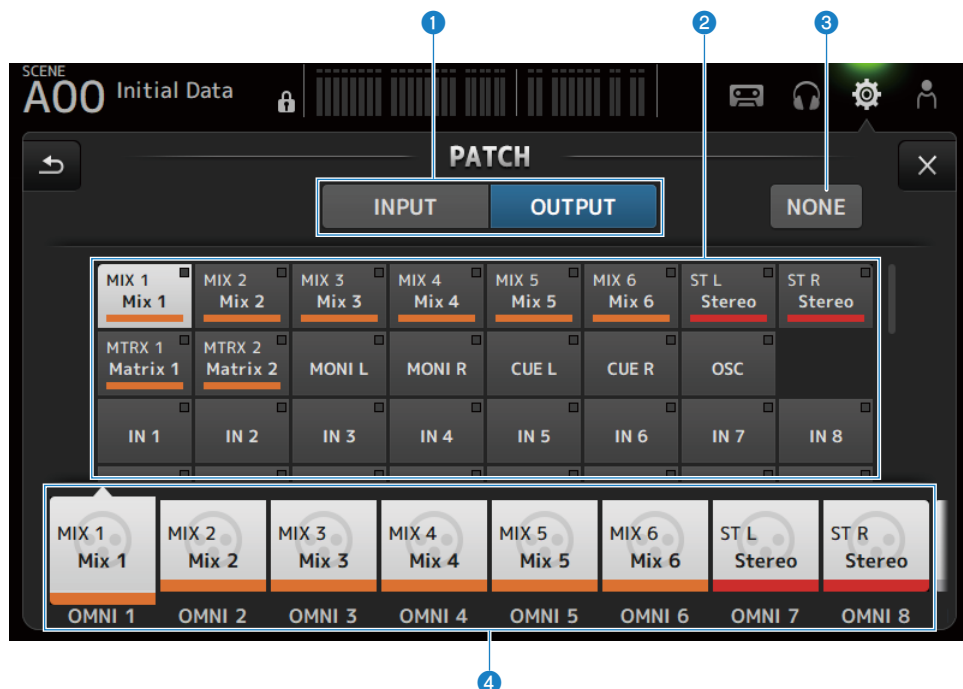 1 2 3
SCENE
A00 Initial Data
PATCH
INPUT OUTPUT NONE
MIX 1 MIX 2 MIX 3 MIX 4 MIX 5 MIX 6 ST L ST R
Mix 1 Mix 2 Mix 3 Mix 4 Mix 5 Mix 6 Stereo Stereo
MTRX 1 MTRX 2
Matrix 1 Matrix 2 MONI L MONI R CUE L CUE R OSC
IN 1 IN 2 IN 3 IN 4 IN 5 IN 6 IN 7 IN 8
MIX 1 MIX 2 MIX 3 MIX 4 MIX 5 MIX 6 ST L ST R
Mix 1 Mix 2 Mix 3 Mix 4 Mix 5 Mix 6 Stereo Stereo
OMNI 1 OMNI 2 OMNI 3 OMNI 4 OMNI 5 OMNI 6 OMNI 7 OMNI 8
4